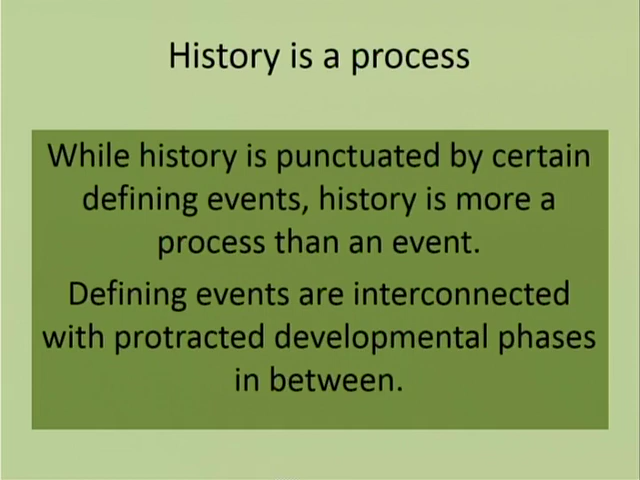 History is a process
While history is punctuated by certain
defining events, history is more a
process than an event.
Defining events are interconnected
with protracted developmental phases
in between.